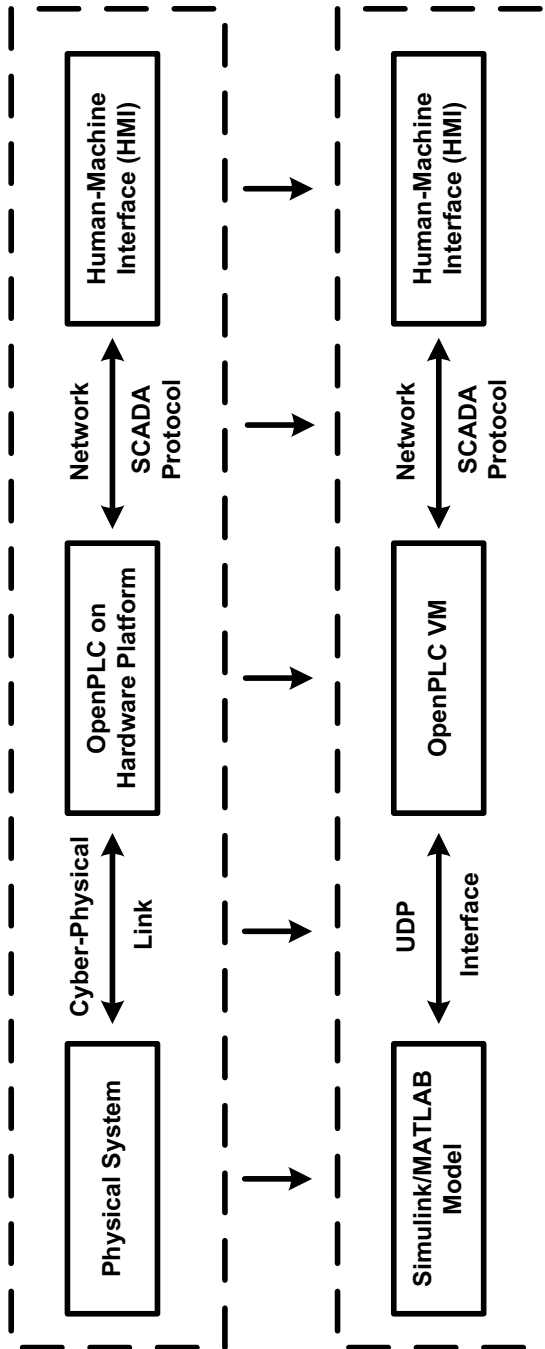 Physical System
Cyber-Physical
Link
OpenPLC on
Hardware Platform
Network
SCADA
Protocol
Human-Machine
Interface (HMI)
Simulink/MATLAB
Model
UDP
Interface
OpenPLC VM
Network
SCADA
Protocol
Human-Machine
Interface (HMI)